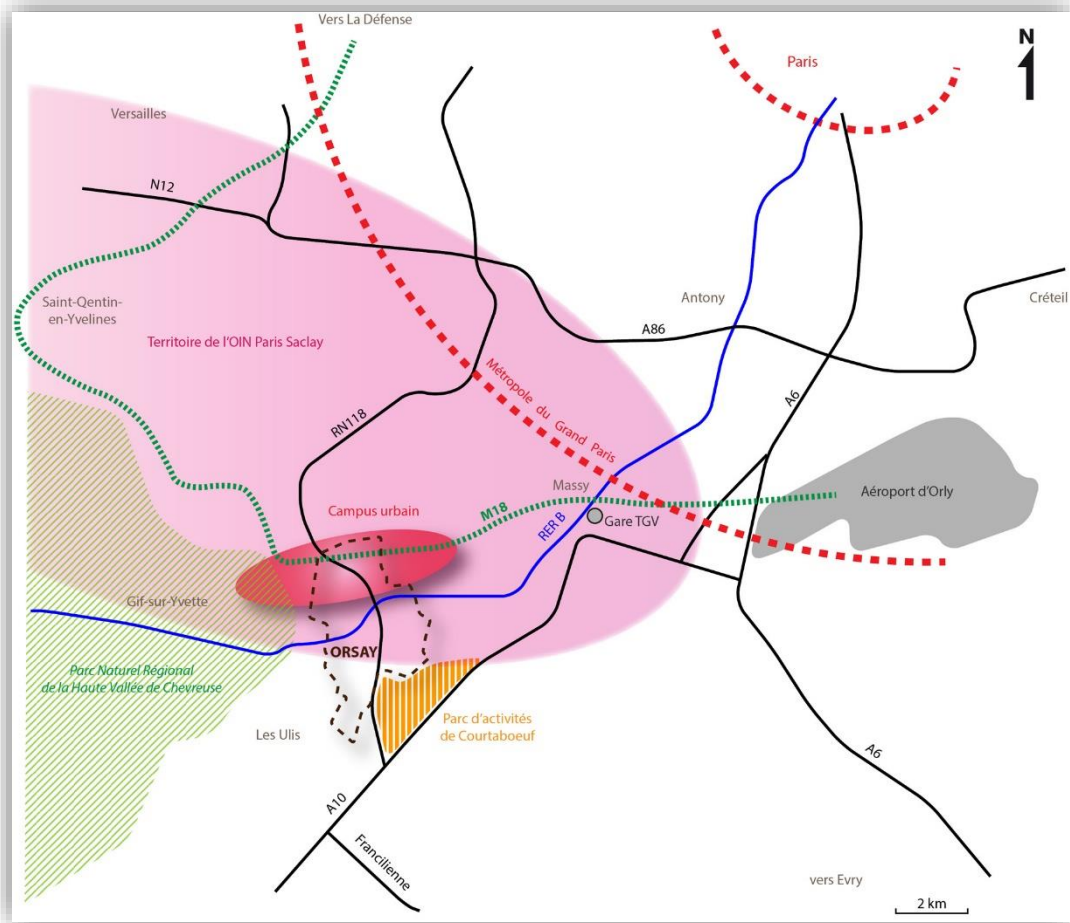 Vers La Défense
N
Paris
Versailles
N12
Saint-Qentin-
en-Yvelines
Antony
Créteil
Territoire de l'OIN Paris Saclay
A86
Métropole du Grand Paris
A6
RN118
Massy
Aéroport d'Orly
Campus urbain
M18
Gare TGV
RER B
Gif-sur-Yvette
ORSAY
Parc Naturel Régional
de la Haute Vallée de Chevreuse
Les Ulis
Parc d'activités
de Courtaboeuf
A6
A10
Francilienne
vers Evry
2 km